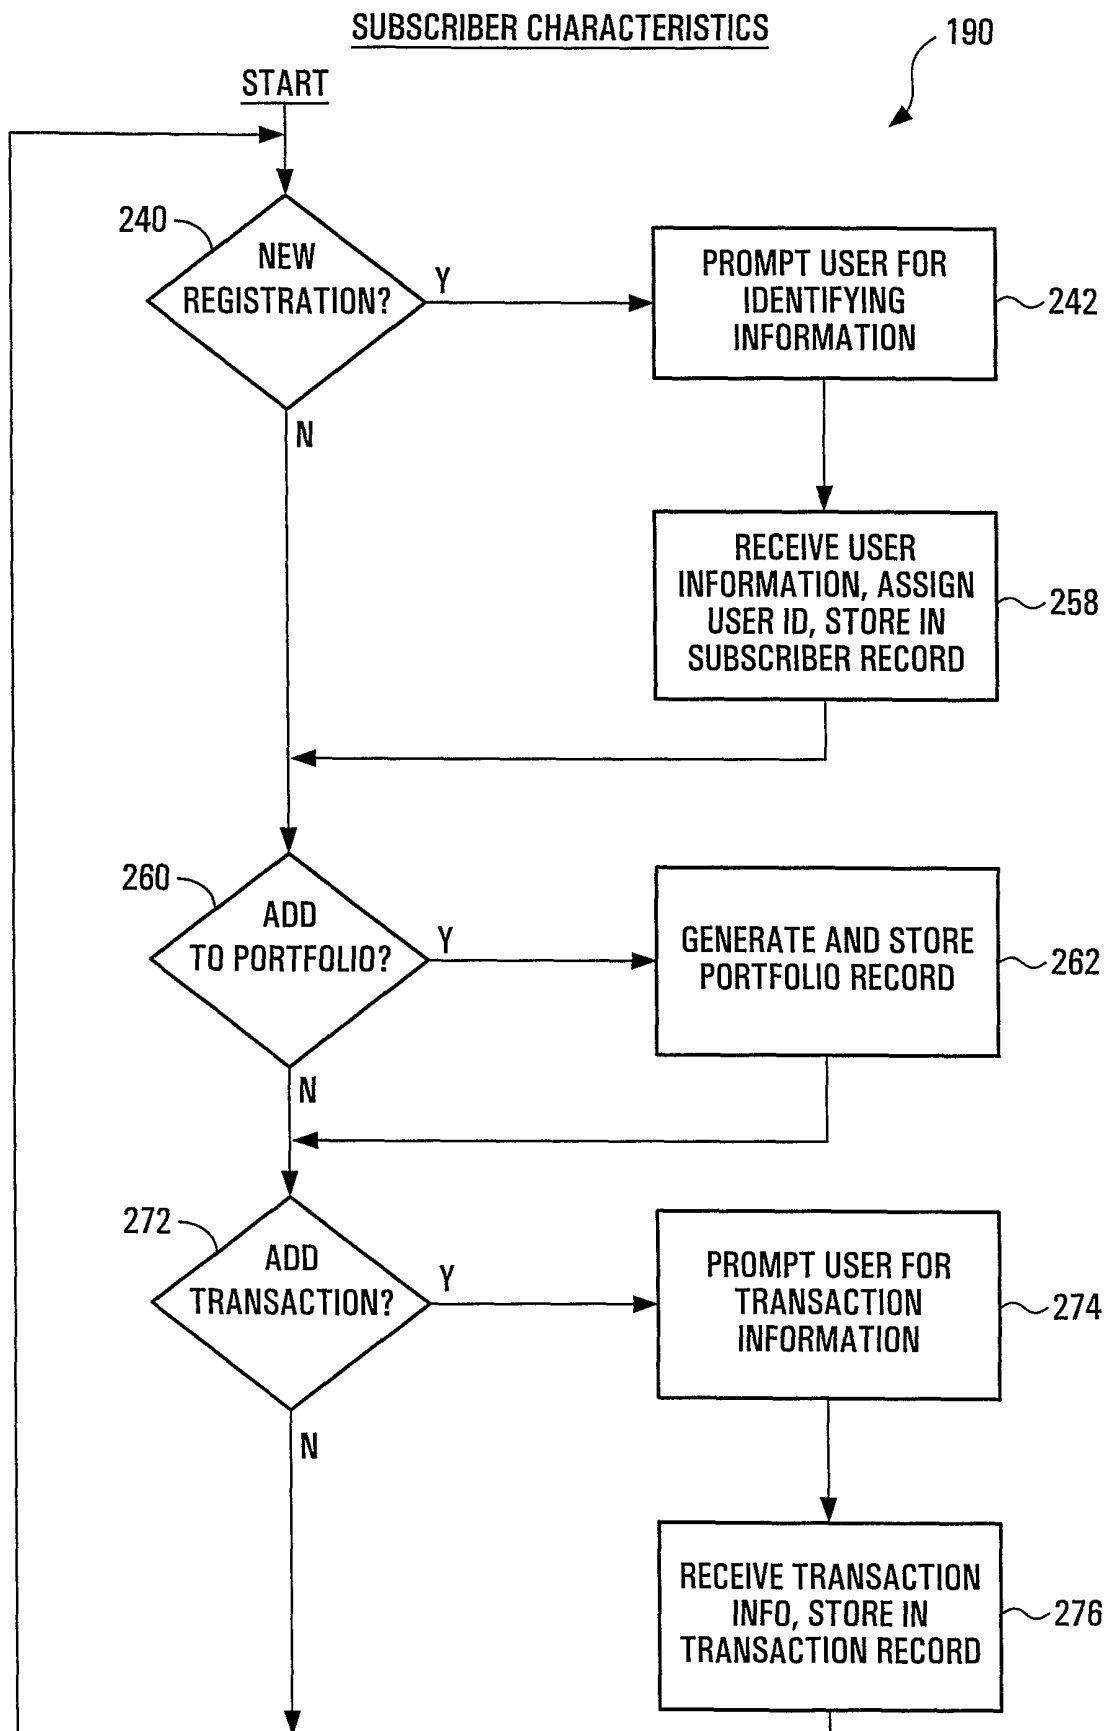 SUBSCRIBER CHARACTERISTICS
190
START
240
NEW
REGISTRATION?
Y
N
PROMPT USER FOR
IDENTIFYING
INFORMATION
242
RECEIVE USER
INFORMATION, ASSIGN
USER ID, STORE IN
SUBSCRIBER RECORD
258
260
ADD
TO PORTFOLIO?
Y
N
GENERATE AND STORE
PORTFOLIO RECORD
262
272
ADD
TRANSACTION?
Y
N
PROMPT USER FOR
TRANSACTION
INFORMATION
274
RECEIVE TRANSACTION
INFO, STORE IN
TRANSACTION RECORD
276